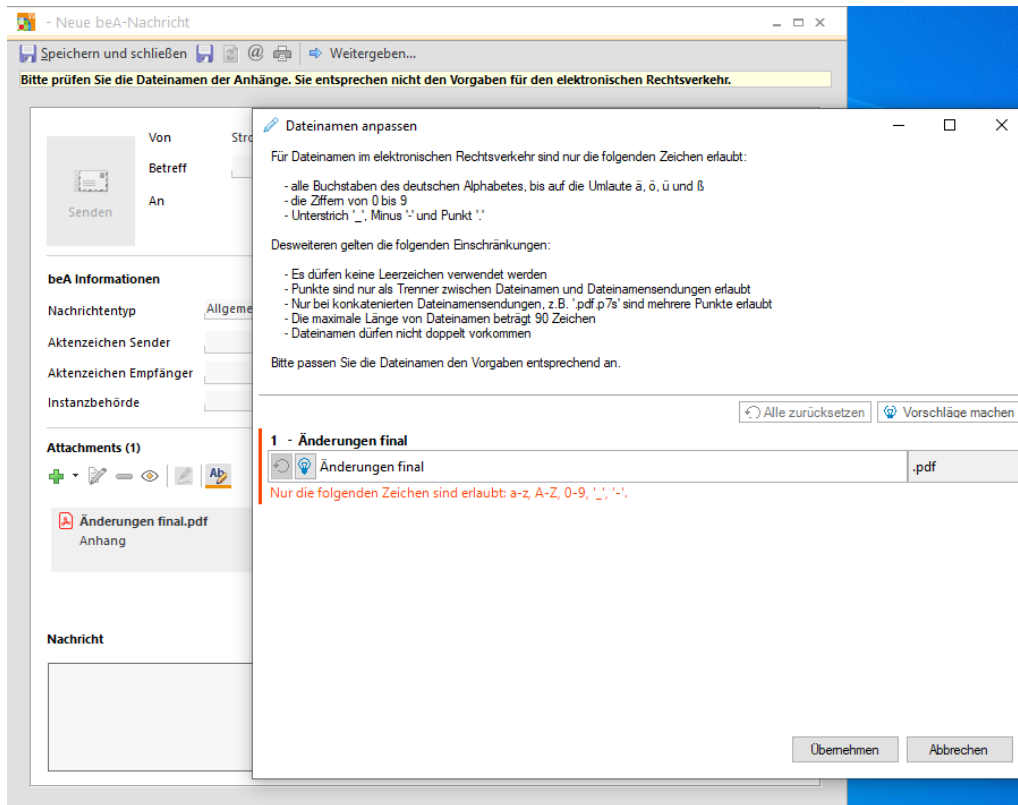 - Neue beA-Nachricht
Speichern und schließen @ Weitergeben...
Bitte prüfen Sie die Dateinamen der Anhänge. Sie entsprechen nicht den Vorgaben für den elektronischen Rechtsverkehr.
Senden
Von
Betreff
An
beA Informationen
Nachrichtentyp
Aktenzeichen Sender
Aktenzeichen Empfänger
Instanzbehörde
Attachments (1)
Ab
Änderungen final.pdf
Anhang
Nachricht
Dateinamen anpassen
Für Dateinamen im elektronischen Rechtsverkehr sind nur die folgenden Zeichen erlaubt:
- alle Buchstaben des deutschen Alphabetes, bis auf die Umlaute ä, ö, ü und ß
- die Ziffern von 0 bis 9
- Unterstrich '_', Minus '-' und Punkt '.'
Desweiteren gelten die folgenden Einschränkungen:
- Es dürfen keine Leerzeichen verwendet werden
- Punkte sind nur als Trenner zwischen Dateinamen und Dateinamensendungen erlaubt
- Nur bei konkatenierten Dateinamensendungen, z.B. '.pdf.p7s' sind mehrere Punkte erlaubt
- Die maximale Länge von Dateinamen beträgt 90 Zeichen
- Dateinamen dürfen nicht doppelt vorkommen
Bitte passen Sie die Dateinamen den Vorgaben entsprechend an.
Alle zurücksetzen Vorschläge machen
1 - Änderungen final
Änderungen final .pdf
Nur die folgenden Zeichen sind erlaubt: a-z, A-Z, 0-9, '_', '-'.
Übernehmen Abbrechen